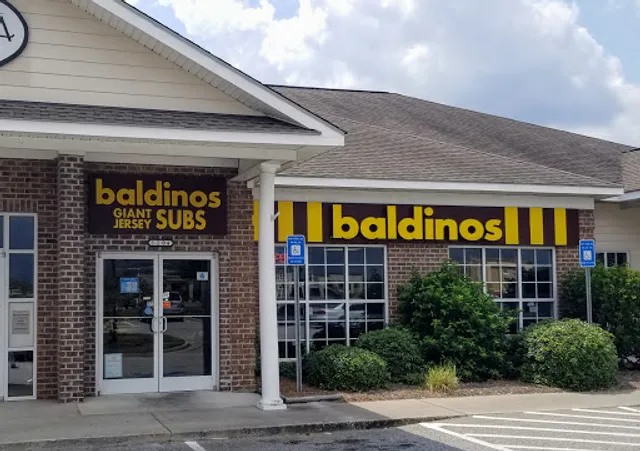 A
baldinos
GIANT
JERSEY SUBS
baldinos